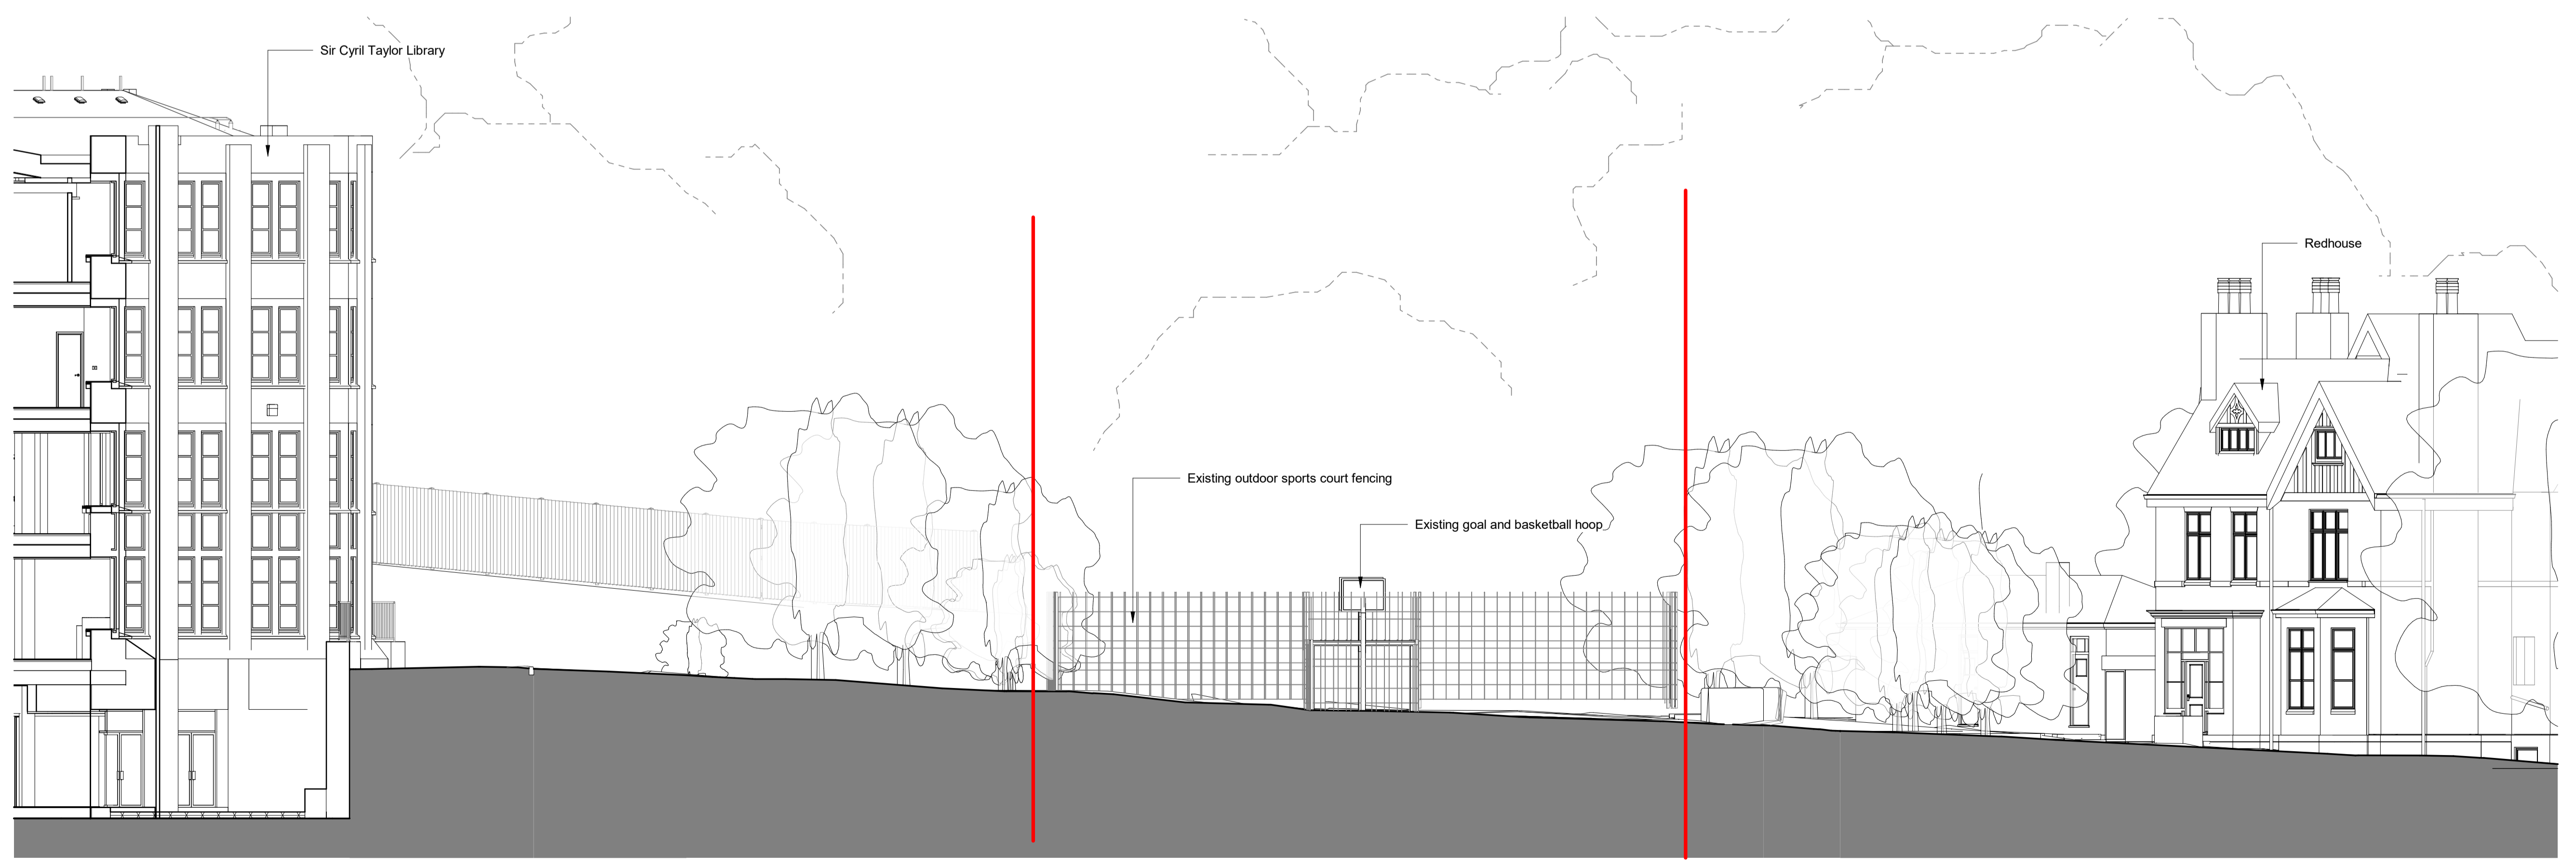 Sir Cyril Taylor Library
Redhouse
Existing outdoor sports court fencing
Existing goal and basketball hoop